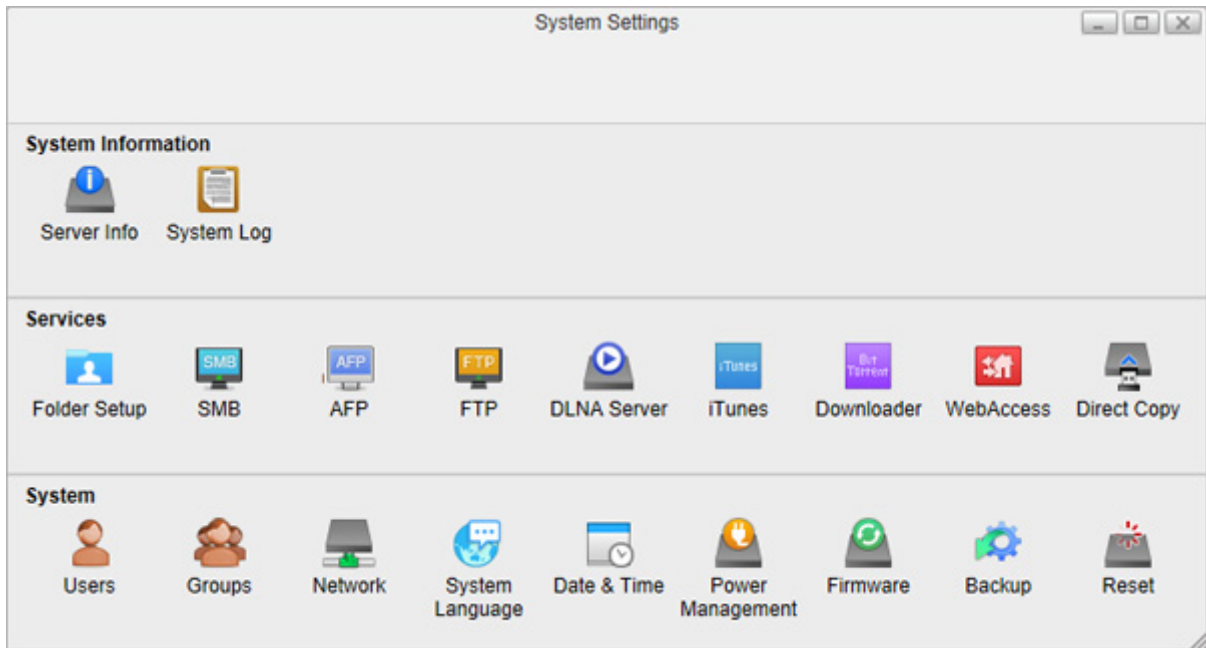 System Settings
System Information
Server Info System Log
Services
SMB AFP FTP iTunes Bit
Torrent
Folder Setup SMB AFP FTP DLNA Server iTunes Downloader WebAccess Direct Copy
System
Users Groups Network System Date & Time Power Firmware Backup Reset
Language Management